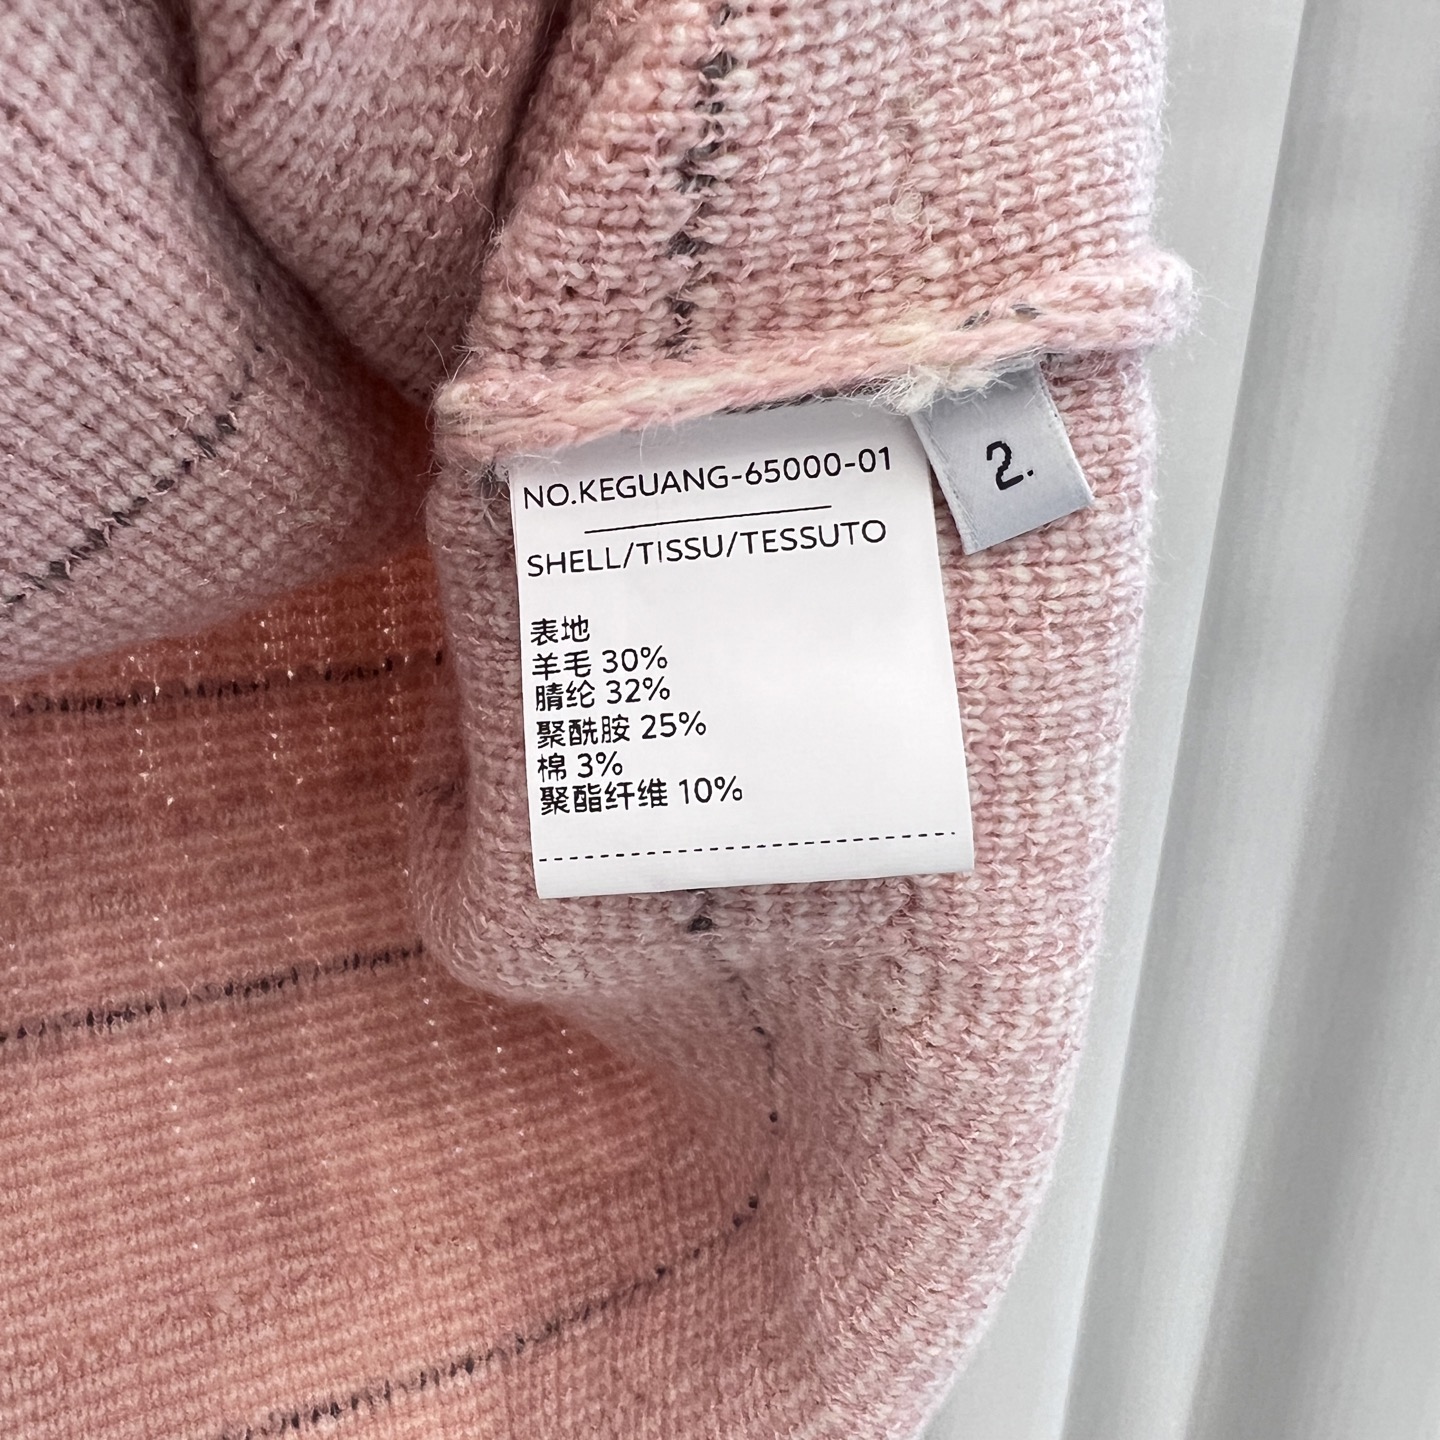 NO.KEGUANG-65000-01
2.
SHELL/TISSU/TESSUTO
表地
羊毛 30%
腈纶 32%
聚酰胺 25%
棉 3%
聚酯纤维 10%